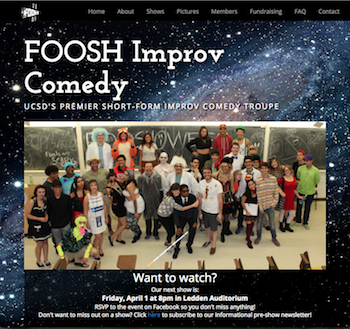 Home About Shows Pictures Members Fundraising FAQ Contact
FOOSH Improv
Comedy
UCSD'S PREMIER SHORT-FORM IMPROV COMEDY TROUPE
Want to watch?
Our next show is:
Friday, April 1 at 8pm in Ledden Auditorium
RSVP to the event on Facebook so you don't miss anything!
Don't want to miss out on a show? Click here to subscribe to our informational pre-show newsletter!